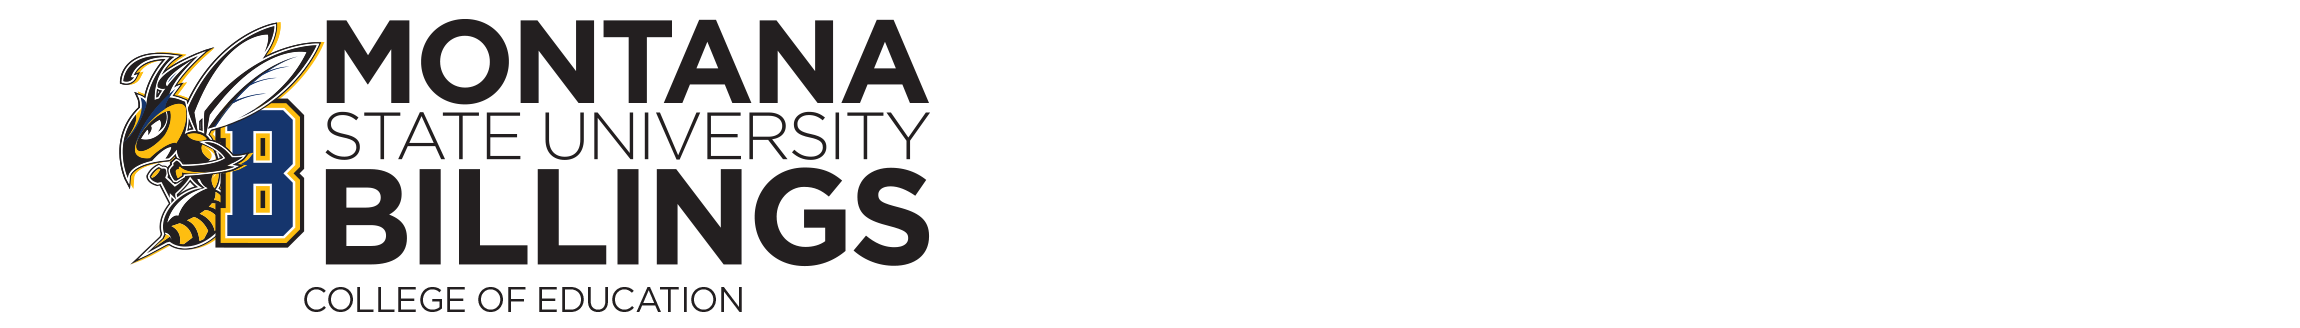 MONTANA
STATE UNIVERSITY
BILLINGS
B
COLLEGE OF EDUCATION